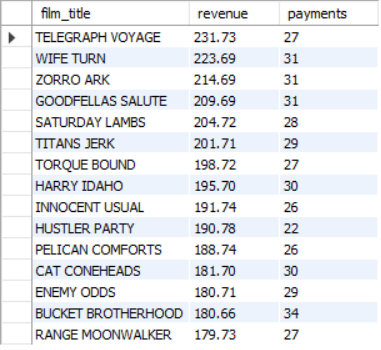 film_title revenue payments
TELEGRAPH VOYAGE 231.73 27
WIFE TURN 223.69 31
ZORRO ARK 214.69 31
GOODFELLAS SALUTE 209.69 31
SATURDAY LAMBS 204.72 28
TITANS JERK 201.71 29
TORQUE BOUND 198.72 27
HARRY IDAHO 195.70 30
INNOCENT USUAL 191.74 26
HUSTLER PARTY 190.78 22
PELICAN COMFORTS 188.74 26
CAT CONEHEADS 181.70 30
ENEMY ODDS 180.71 29
BUCKET BROTHERHOOD 180.66 34
RANGE MOONWALKER 179.73 27